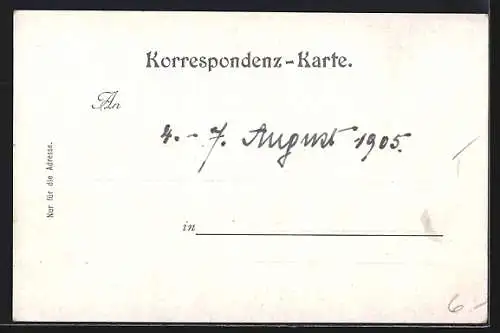 Korrespondenz-Karte.
An
4. - 7. August 1905.
Nur für die Adresse.
in
6.-